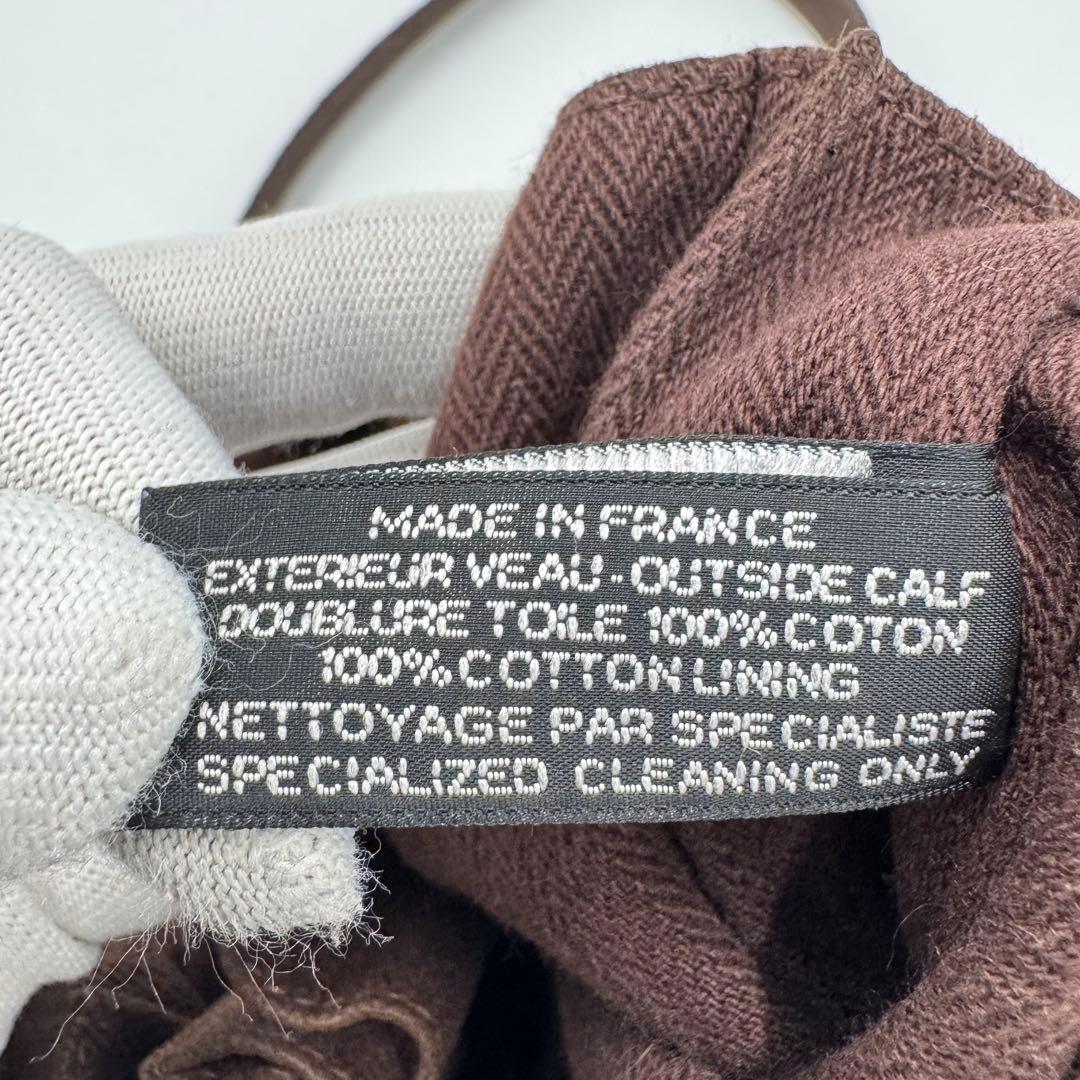 MADE IN FRANCE
EXTERIEUR VEAU-OUTSIDE CALF
DOUBLURE TOILE 100% COTON
100% COTTON LINING
NETTOYAGE PAR SPECIALISTE
SPECIALIZED CLEANING ONLY